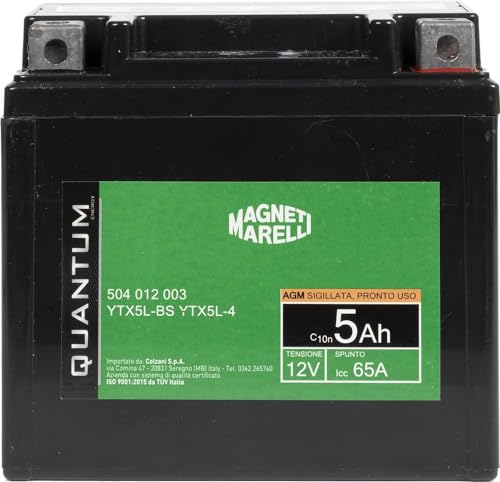 QUANTUM
ENERGY
MAGNETI
MARELLI
504 012 003
YTX5L-BS YTX5L-4
AGM SIGILLATA, PRONTO USO
C10n 5Ah
TENSIONE SPUNTO
12V Icc 65A
Importato da: Colzani S.p.A.
via Comina 47 - 20831 Seregno (MB) Italy - Tel. 0362.265760
Azienda con sistema di qualità certificato
ISO 9001:2015 da TÜV Italia